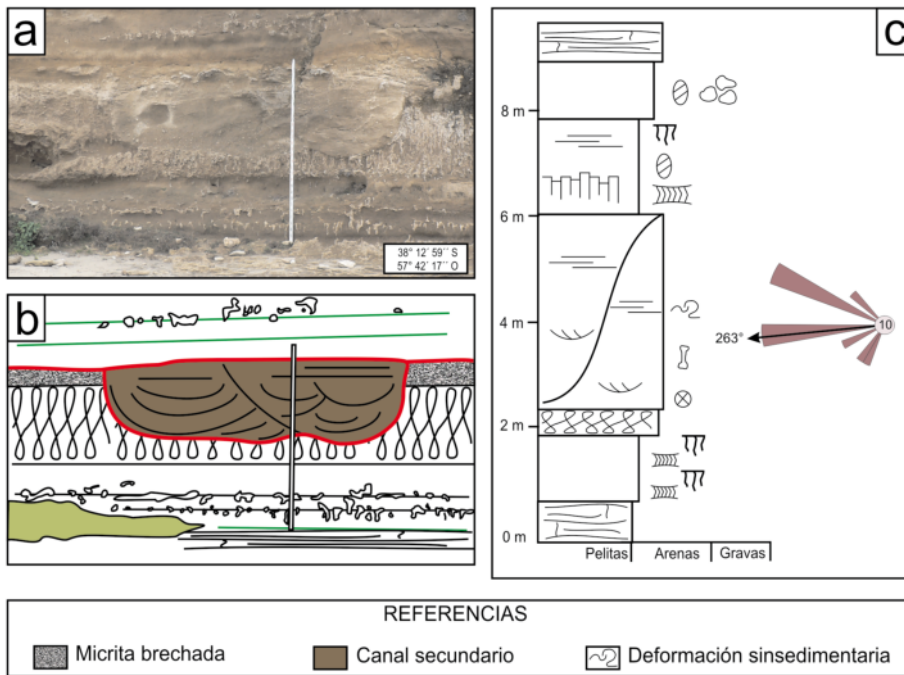 a
38° 12´ 59´´ S
57° 42´ 17´´ O
b
c
8 m
6 m
4 m
2 m
0 m
Pelitas
Arenas
Gravas
263°
10
REFERENCIAS
Micrita brechada
Canal secundario
Deformación sinsedimentaria